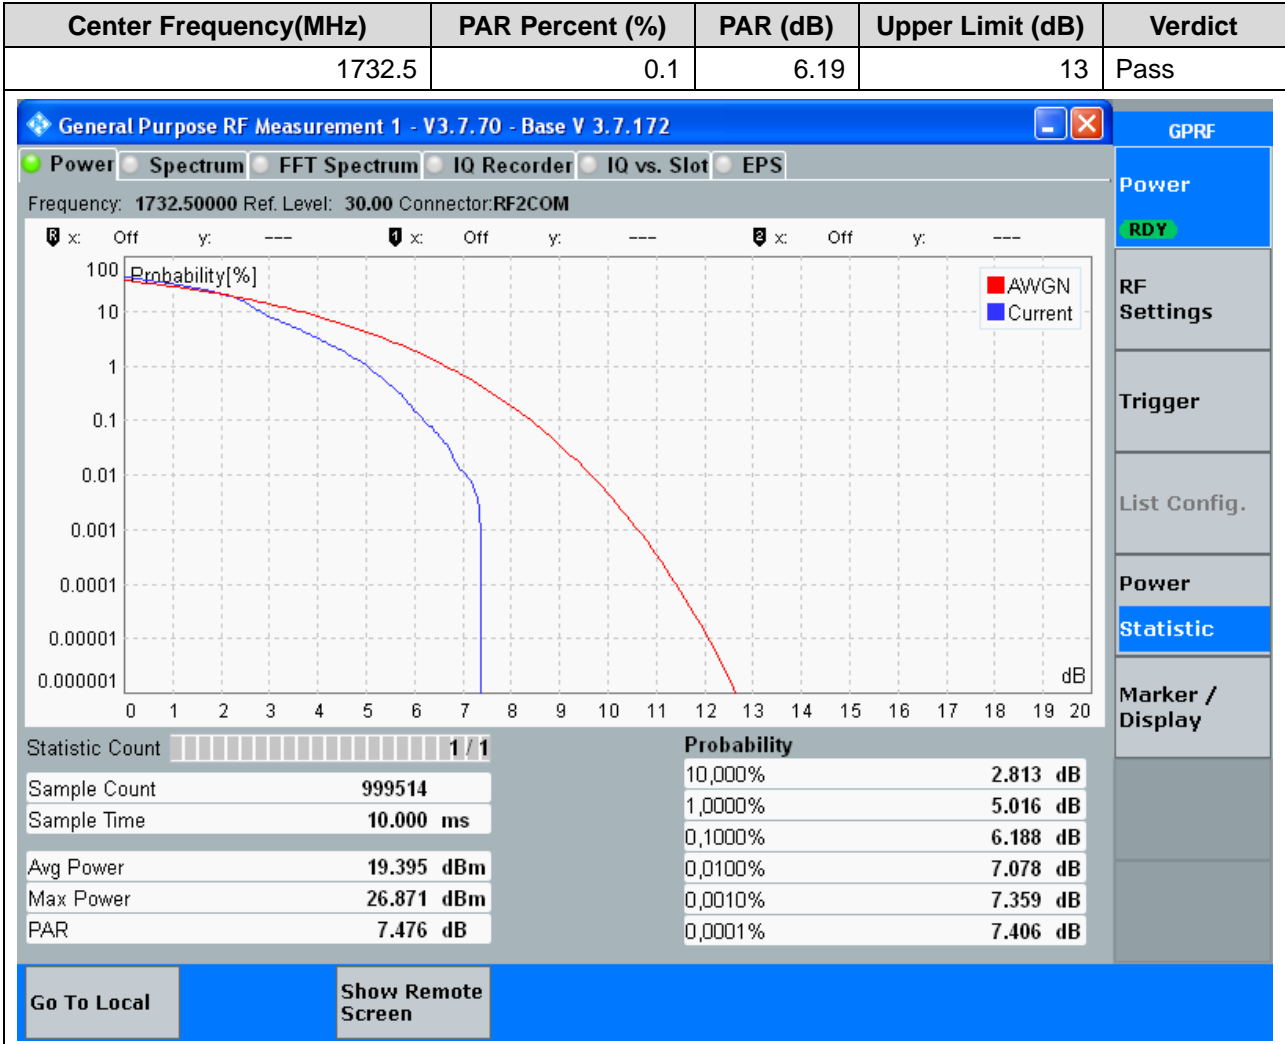 Center Frequency(MHz) PAR Percent (%) PAR (dB) Upper Limit (dB) Verdict
1732.5 0.1 6.19 13 Pass
General Purpose RF Measurement 1 - V3.7.70 - Base V 3.7.172
GPRF
Power Spectrum FFT Spectrum IQ Recorder IQ vs. Slot EPS
Frequency: 1732.50000 Ref. Level: 30.00 Connector:RF2COM
R x: Off y: --- 1 x: Off y: --- 2 x: Off y: ---
Probability[%]
AWGN
Current
100
10
1
0.1
0.01
0.001
0.0001
0.00001
0.000001
dB
0 1 2 3 4 5 6 7 8 9 10 11 12 13 14 15 16 17 18 19 20
Statistic Count 1 / 1
Sample Count 999514
Sample Time 10.000 ms
Avg Power 19.395 dBm
Max Power 26.871 dBm
PAR 7.476 dB
Probability
10,000% 2.813 dB
1,0000% 5.016 dB
0,1000% 6.188 dB
0,0100% 7.078 dB
0,0010% 7.359 dB
0,0001% 7.406 dB
Power
RDY
RF
Settings
Trigger
List Config.
Power
Statistic
Marker /
Display
Go To Local
Show Remote
Screen